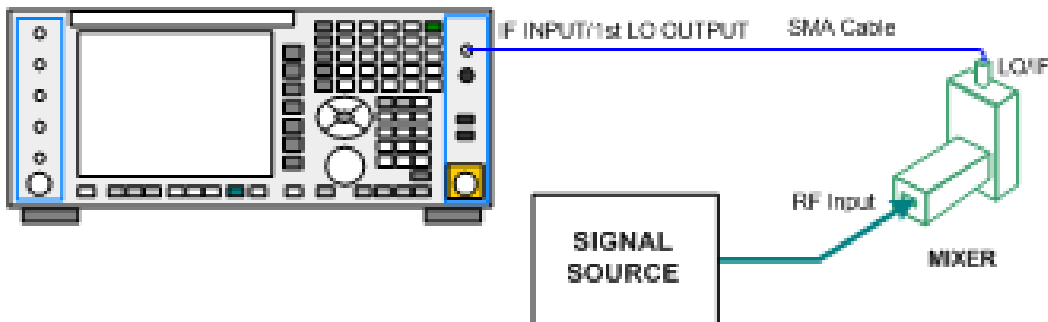 IF INPUT/1st LO OUTPUT
SMA Cable
LO/IF
RF Input
SIGNAL
SOURCE
MIXER